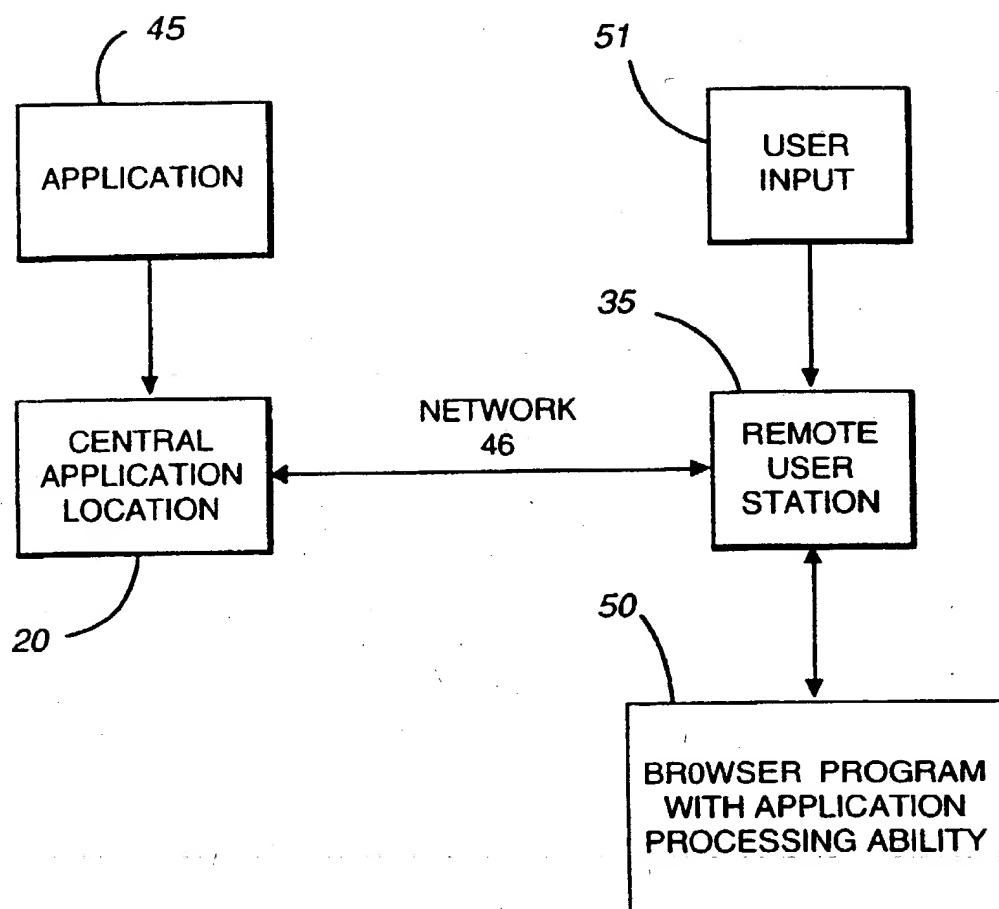 45
51
APPLICATION
USER
INPUT
35
CENTRAL
APPLICATION
LOCATION
NETWORK
46
REMOTE
USER
STATION
20
50
BR0WSER PROGRAM
WITH APPLICATION
PROCESSING ABILITY